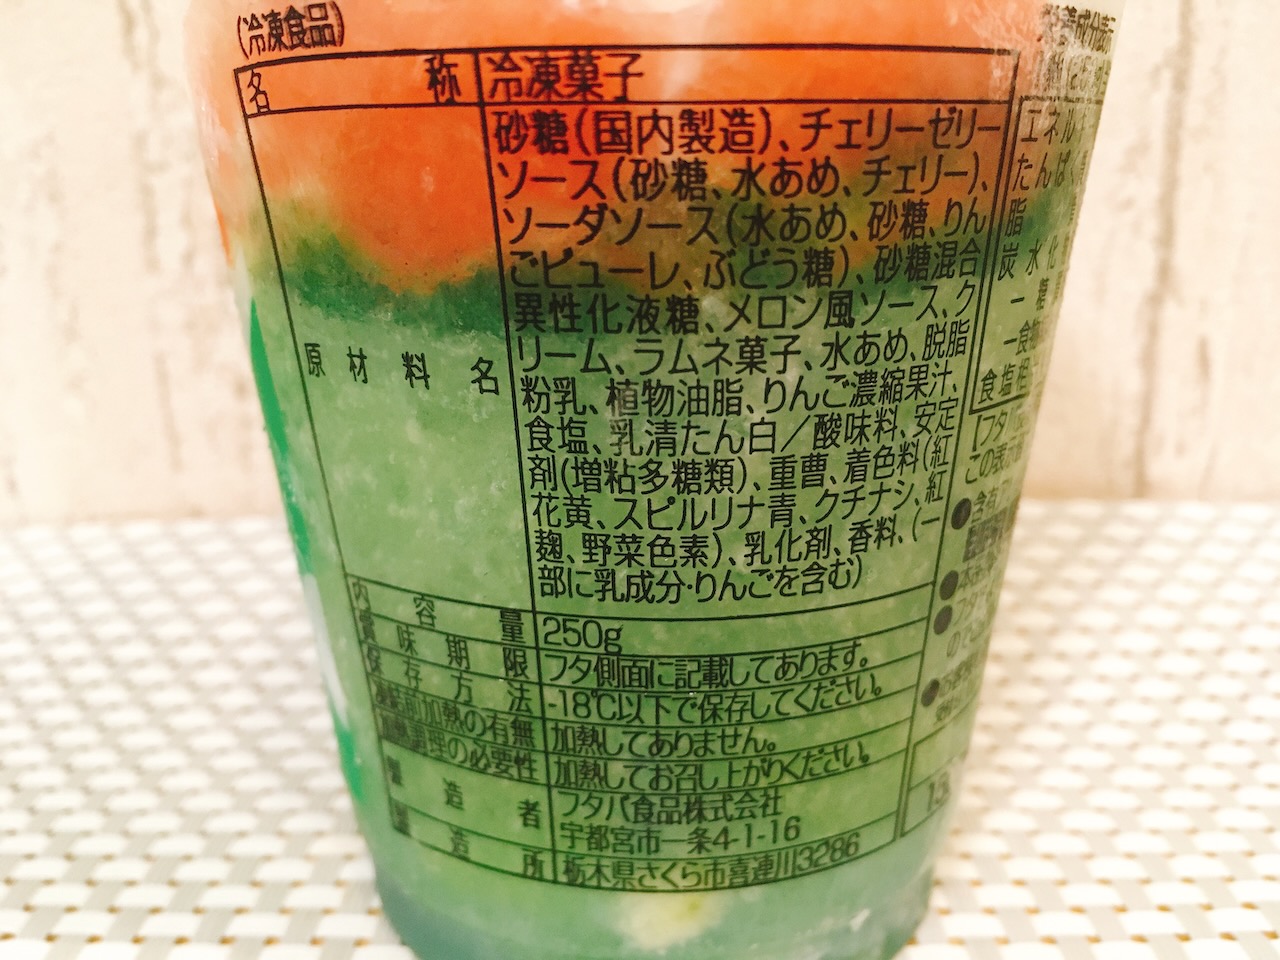 (冷凍食品)
名称 冷凍菓子
原材料名
砂糖(国内製造)、チェリーゼリー
ソース(砂糖、水あめ、チェリー)、
ソーダソース(水あめ、砂糖、りん
ごピューレ、ぶどう糖)、砂糖混合
異性化液糖、メロン風ソース、ク
リーム、ラムネ菓子、水あめ、脱脂
粉乳、植物油脂、りんご濃縮果汁、
食塩、乳清たん白/酸味料、安定
剤(増粘多糖類)、重曹、着色料(紅
花黄、スピルリナ青、クチナシ、紅
麹、野菜色素)、乳化剤、香料、(一
部に乳成分・りんごを含む)
内容量 250g
賞味期限 フタ側面に記載してあります。
保存方法 -18℃以下で保存してください。
凍結前加熱の有無 加熱してありません。
加熱調理の必要性 加熱してお召し上がりください。
製造者 フタバ食品株式会社
宇都宮市一条4-1-16
製造所 栃木県さくら市喜連川3286
エネル
たんぱく
脂
炭水化
食塩相
【フタ
この表示